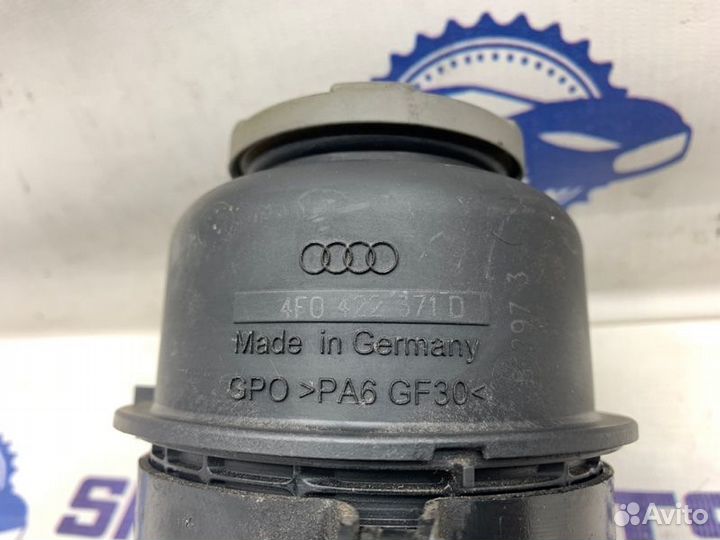 4F0 422 371 D
Made in Germany
GPO >PA6 GF30<
Avito